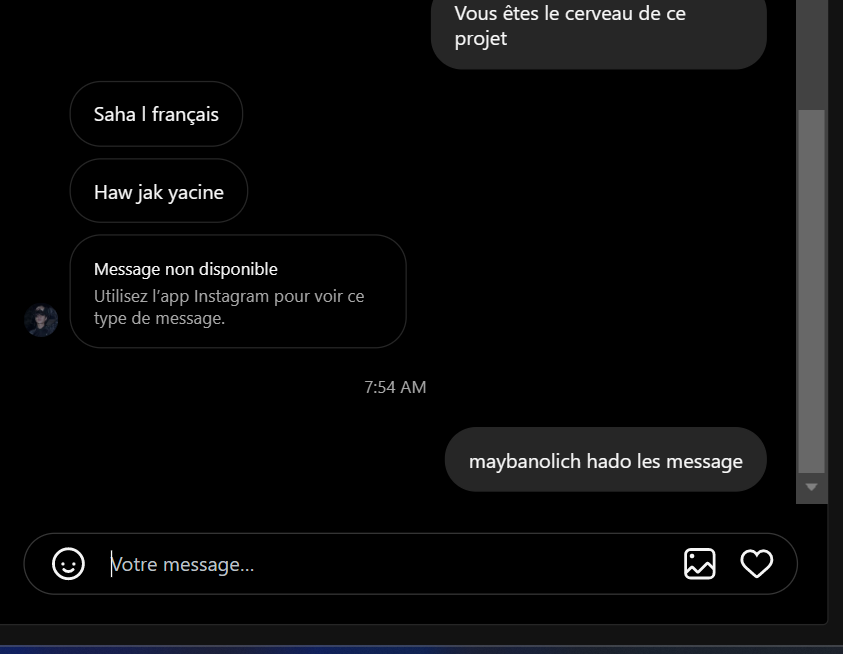 Vous êtes le cerveau de ce
projet
Saha l français
Haw jak yacine
Message non disponible
Utilisez l’app Instagram pour voir ce
type de message.
7:54 AM
maybanolich hado les message
Votre message...